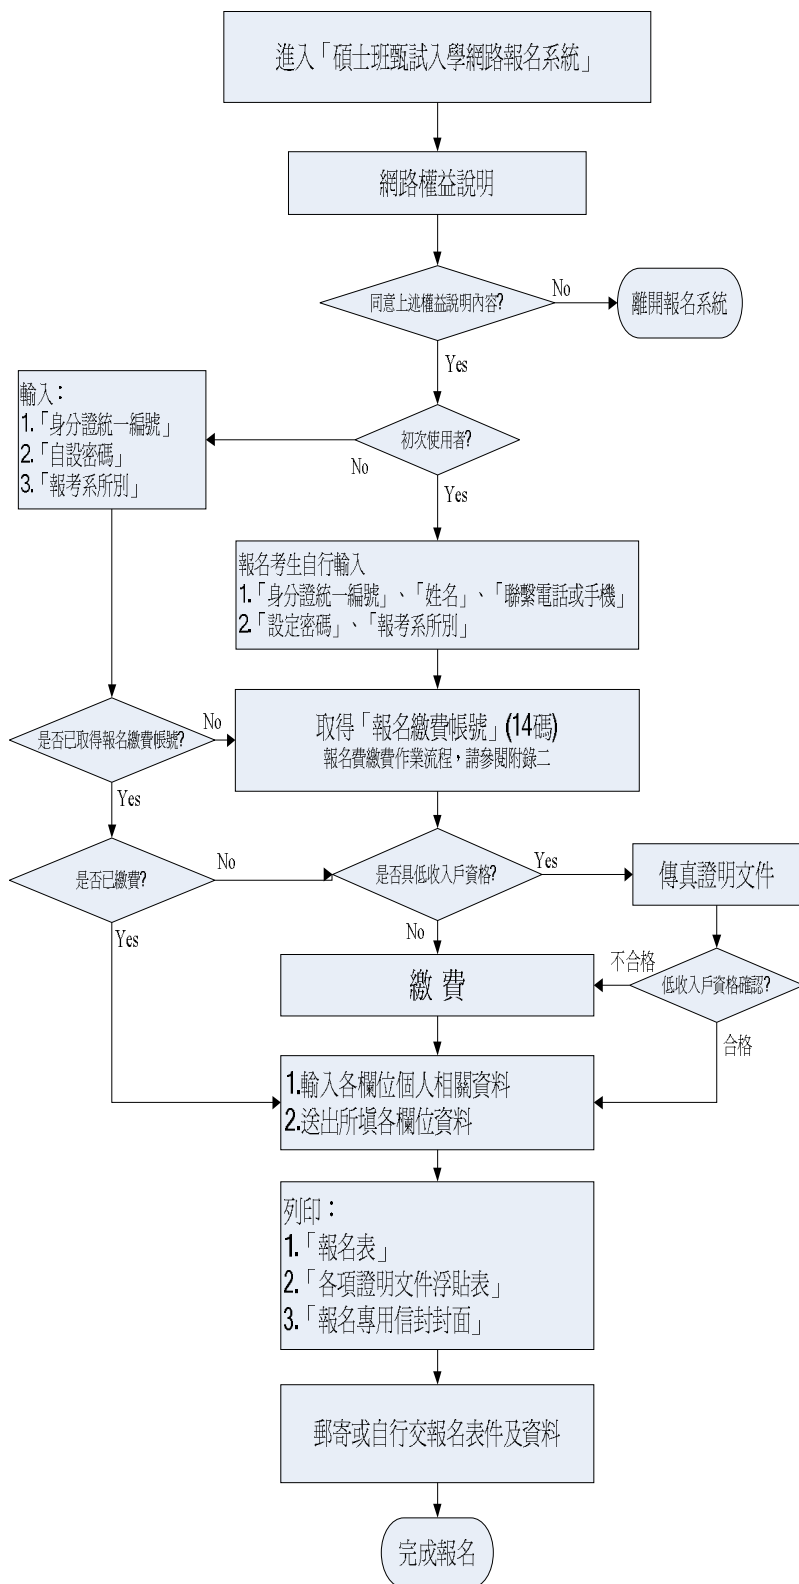 進入「碩士班甄試入學網路報名系統」
網路權益說明
同意上述權益說明內容?
No
離開報名系統
Yes
初次使用者?
No
輸入：
1.「身分證統一編號」
2.「自設密碼」
3.「報考系所別」
Yes
報名考生自行輸入
1.「身分證統一編號」、「姓名」、「聯繫電話或手機」
2.「設定密碼」、「報考系所別」
是否已取得報名繳費帳號?
No
取得「報名繳費帳號」(14碼)
報名費繳費作業流程，請參閱附錄二
Yes
是否已繳費?
No
是否具低收入戶資格?
Yes
傳真證明文件
Yes
No
繳 費
不合格
低收入戶資格確認?
合格
1.輸入各欄位個人相關資料
2.送出所填各欄位資料
列印：
1.「報名表」
2.「各項證明文件浮貼表」
3.「報名專用信封封面」
郵寄或自行交報名表件及資料
完成報名